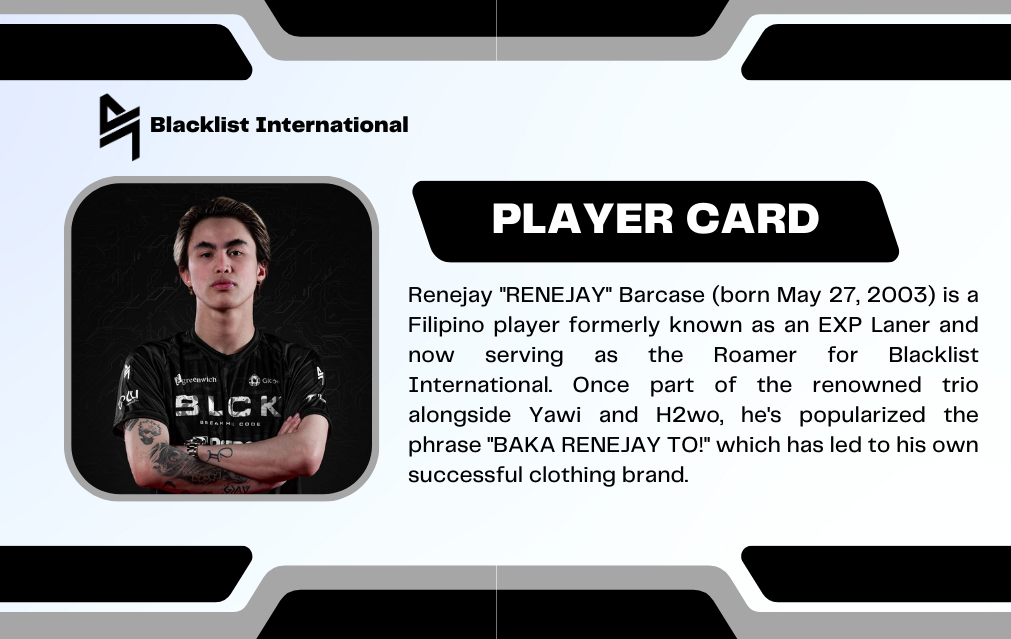 Blacklist International
PLAYER CARD
Renejay "RENEJAY" Barcase (born May 27, 2003) is a
Filipino player formerly known as an EXP Laner and
now serving as the Roamer for Blacklist
International. Once part of the renowned trio
alongside Yawi and H2wo, he's popularized the
phrase "BAKA RENEJAY TO!" which has led to his own
successful clothing brand.
greenwich
BLCK